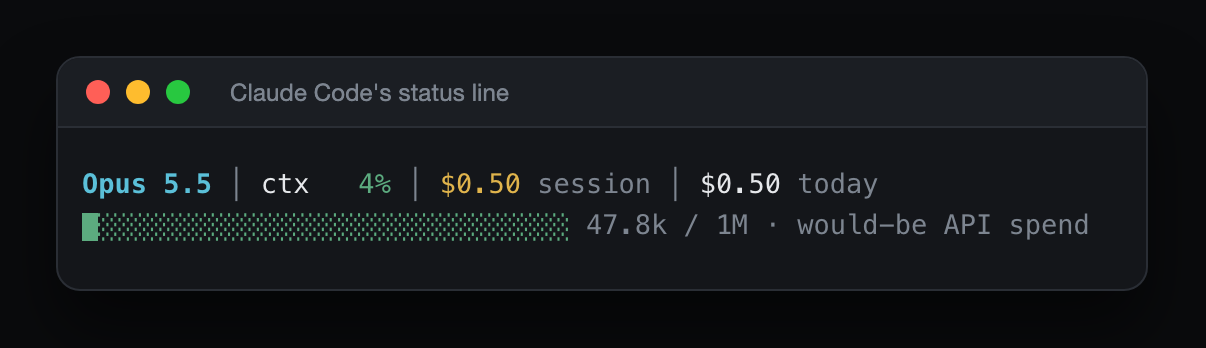 Claude Code's status line
Opus 5.5 │ ctx   4% │ $0.50 session │ $0.50 today
47.8k / 1M · would-be API spend